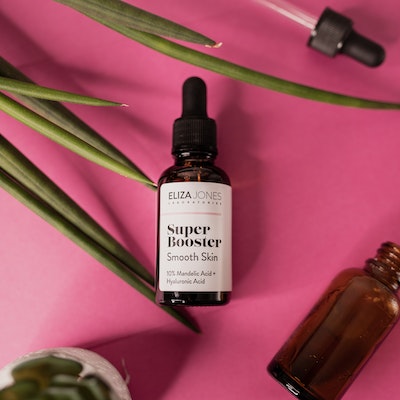 ELIZA JONES
LABORATORIES
Super
Booster
Smooth Skin
10% Mandelic Acid +
Hyaluronic Acid